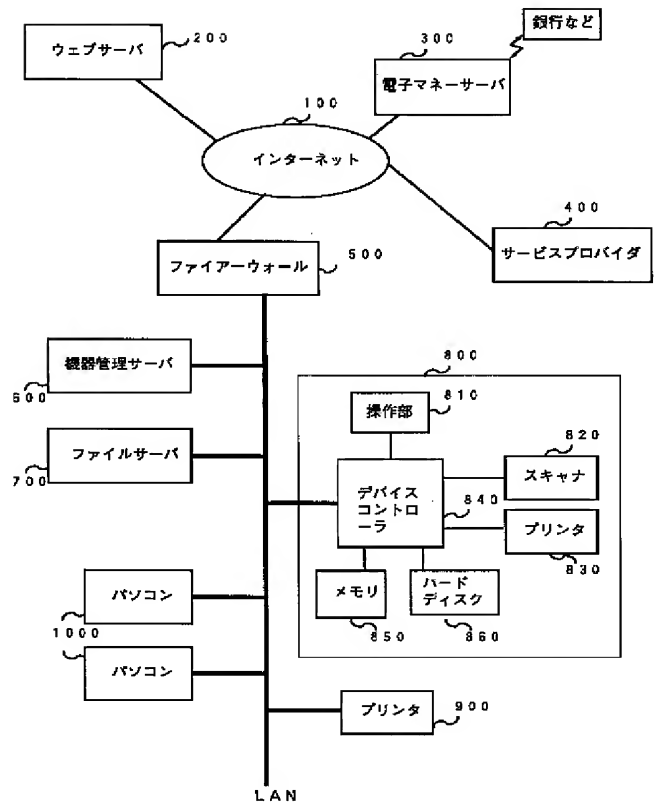 銀行など
ウェブサーバ
200
300
電子マネーサーバ
100
インターネット
400
サービスプロバイダ
500
ファイアーウォール
機器管理サーバ
600
800
810
操作部
ファイルサーバ
700
820
スキャナ
デバイス
コントロ
ーラ
840
プリンタ
830
メモリ
850
ハード
ディスク
860
パソコン
1000
パソコン
プリンタ
900
LAN